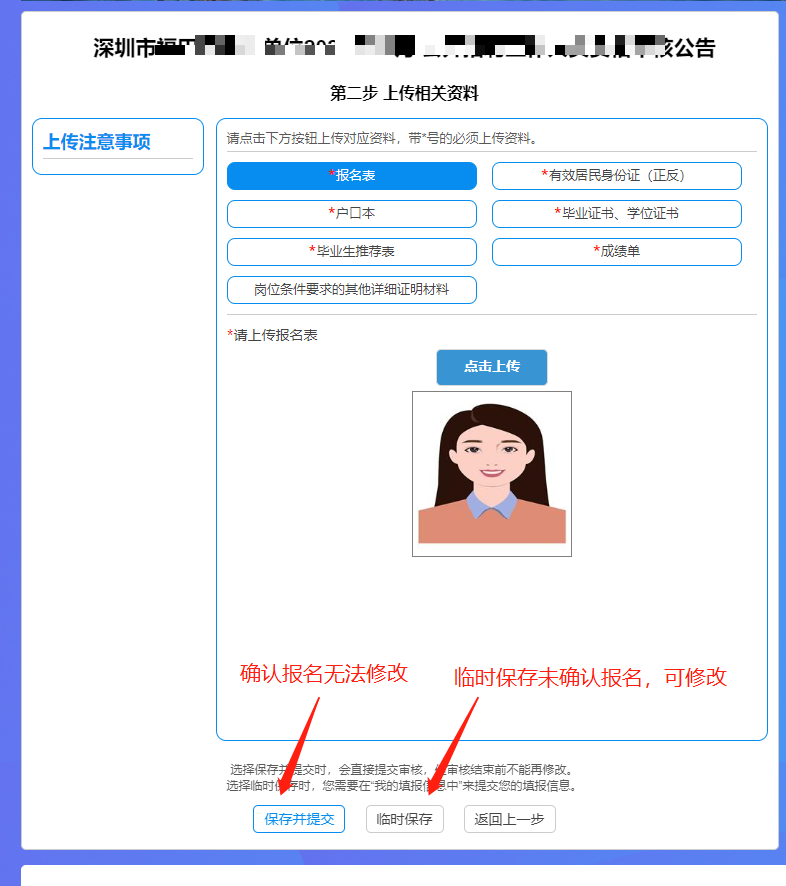 深圳市福田 单位202 公告
第二步 上传相关资料
上传注意事项
请点击下方按钮上传对应资料，带*号的必须上传资料。
*报名表
*有效居民身份证（正反）
*户口本
*毕业证书、学位证书
*毕业生推荐表
*成绩单
岗位条件要求的其他详细证明材料
*请上传报名表
点击上传
确认报名无法修改
临时保存未确认报名，可修改
选择保存并提交时，会直接提交审核，审核结束前不能再修改。
选择临时保存时，您需要在“我的填报信息中”来提交您的填报信息。
保存并提交
临时保存
返回上一步